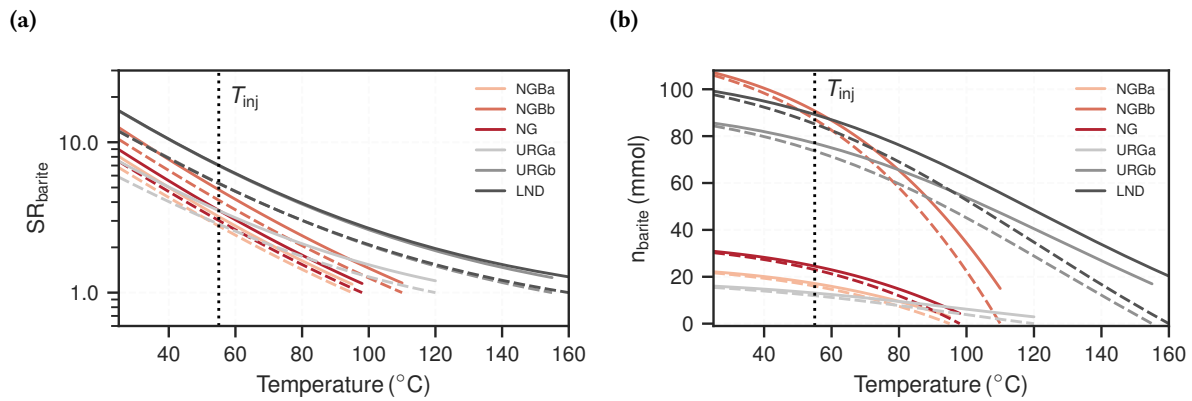 (a)
(b)
SR_barite
10.0
1.0
T_inj
NGBa
NGBb
NG
URGa
URGb
LND
40
60
80
100
120
140
160
Temperature (°C)
n_barite (mmol)
100
80
60
40
20
0
T_inj
NGBa
NGBb
NG
URGa
URGb
LND
40
60
80
100
120
140
160
Temperature (°C)